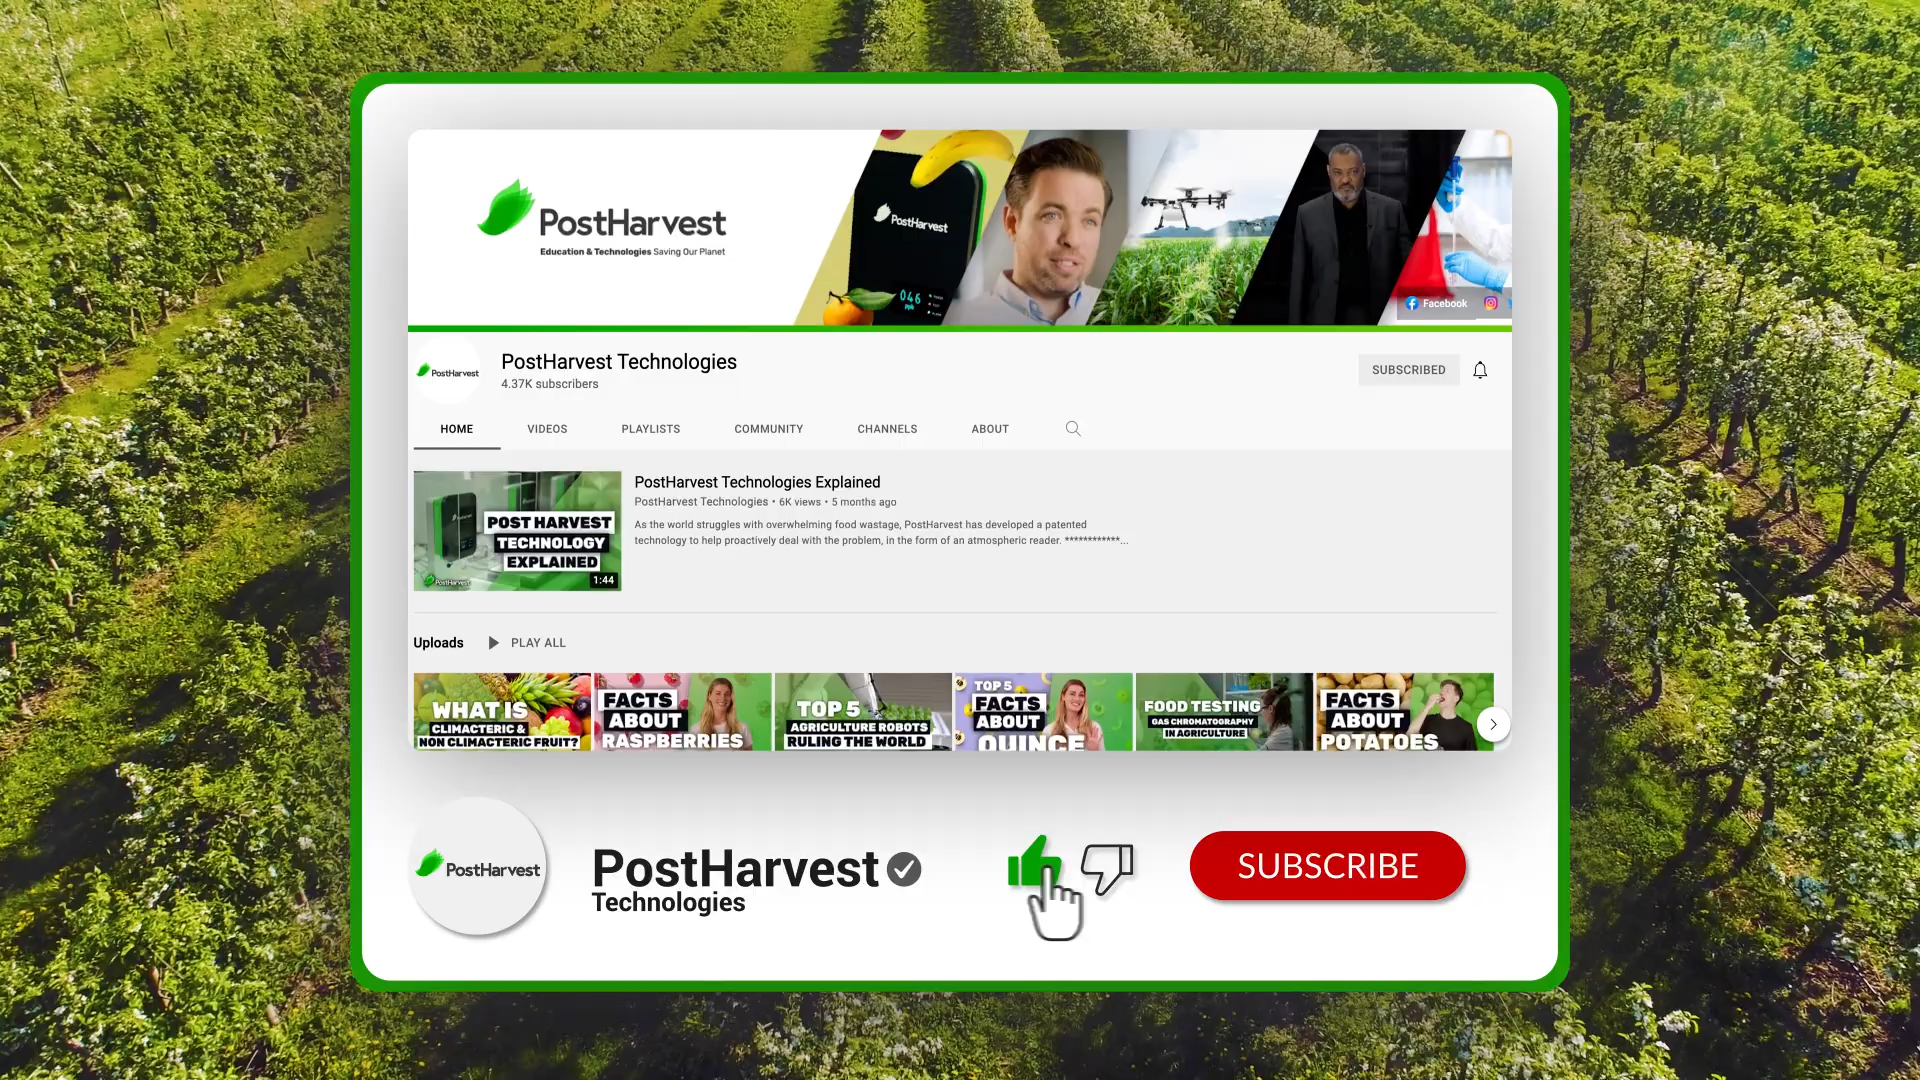 PostHarvest
Education & Technologies Saving Our Planet
PostHarvest
046
ppb
Facebook
PostHarvest
PostHarvest Technologies
4.37K subscribers
SUBSCRIBED
HOME VIDEOS PLAYLISTS COMMUNITY CHANNELS ABOUT
POST HARVEST
TECHNOLOGY
EXPLAINED
PostHarvest
1:44
PostHarvest Technologies Explained
PostHarvest Technologies • 6K views • 5 months ago
As the world struggles with overwhelming food wastage, PostHarvest has developed a patented
technology to help proactively deal with the problem, in the form of an atmospheric reader. ************...
Uploads PLAY ALL
WHAT IS
CLIMACTERIC &
NON CLIMACTERIC FRUIT?
FACTS
ABOUT
RASPBERRIES
TOP 5
AGRICULTURE ROBOTS
RULING THE WORLD
TOP 5
FACTS
ABOUT
QUINCE
FOOD TESTING
GAS CHROMATOGRAPHY
IN AGRICULTURE
FACTS
ABOUT
POTATOES
PostHarvest
PostHarvest
Technologies
SUBSCRIBE